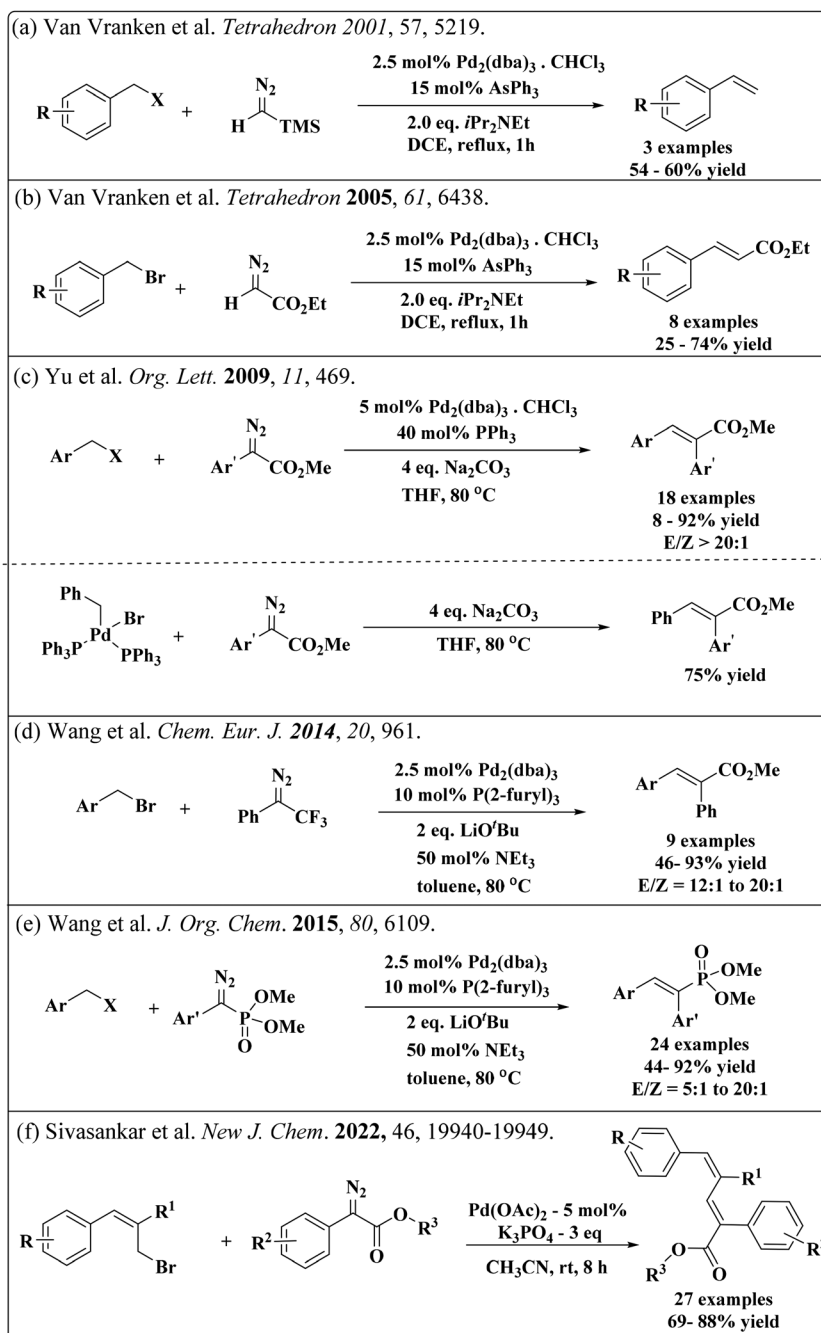 (a) Van Vranken et al. Tetrahedron 2001, 57, 5219.
R
X
+
N2
H
TMS
2.5 mol% Pd2(dba)3 . CHCl3
15 mol% AsPh3
2.0 eq. iPr2NEt
DCE, reflux, 1h
R
3 examples
54 - 60% yield
(b) Van Vranken et al. Tetrahedron 2005, 61, 6438.
R
Br
+
N2
H
CO2Et
2.5 mol% Pd2(dba)3 . CHCl3
15 mol% AsPh3
2.0 eq. iPr2NEt
DCE, reflux, 1h
R
CO2Et
8 examples
25 - 74% yield
(c) Yu et al. Org. Lett. 2009, 11, 469.
Ar
X
+
N2
Ar'
CO2Me
5 mol% Pd2(dba)3 . CHCl3
40 mol% PPh3
4 eq. Na2CO3
THF, 80 °C
Ar
CO2Me
Ar'
18 examples
8 - 92% yield
E/Z > 20:1
Ph
Br
Pd
Ph3P
PPh3
+
N2
Ar'
CO2Me
4 eq. Na2CO3
THF, 80 °C
Ph
CO2Me
Ar'
75% yield
(d) Wang et al. Chem. Eur. J. 2014, 20, 961.
Ar
Br
+
N2
Ph
CF3
2.5 mol% Pd2(dba)3
10 mol% P(2-furyl)3
2 eq. LiOtBu
50 mol% NEt3
toluene, 80 °C
Ar
CO2Me
Ph
9 examples
46- 93% yield
E/Z = 12:1 to 20:1
(e) Wang et al. J. Org. Chem. 2015, 80, 6109.
Ar
X
+
N2
Ar'
P
OMe
OMe
O
2.5 mol% Pd2(dba)3
10 mol% P(2-furyl)3
2 eq. LiOtBu
50 mol% NEt3
toluene, 80 °C
O
Ar
P
OMe
OMe
Ar'
24 examples
44- 92% yield
E/Z = 5:1 to 20:1
(f) Sivasankar et al. New J. Chem. 2022, 46, 19940-19949.
R
R1
Br
+
N2
R2
O
R3
O
Pd(OAc)2 - 5 mol%
K3PO4 - 3 eq
CH3CN, rt, 8 h
R
R1
O
R3
O
27 examples
69- 88% yield